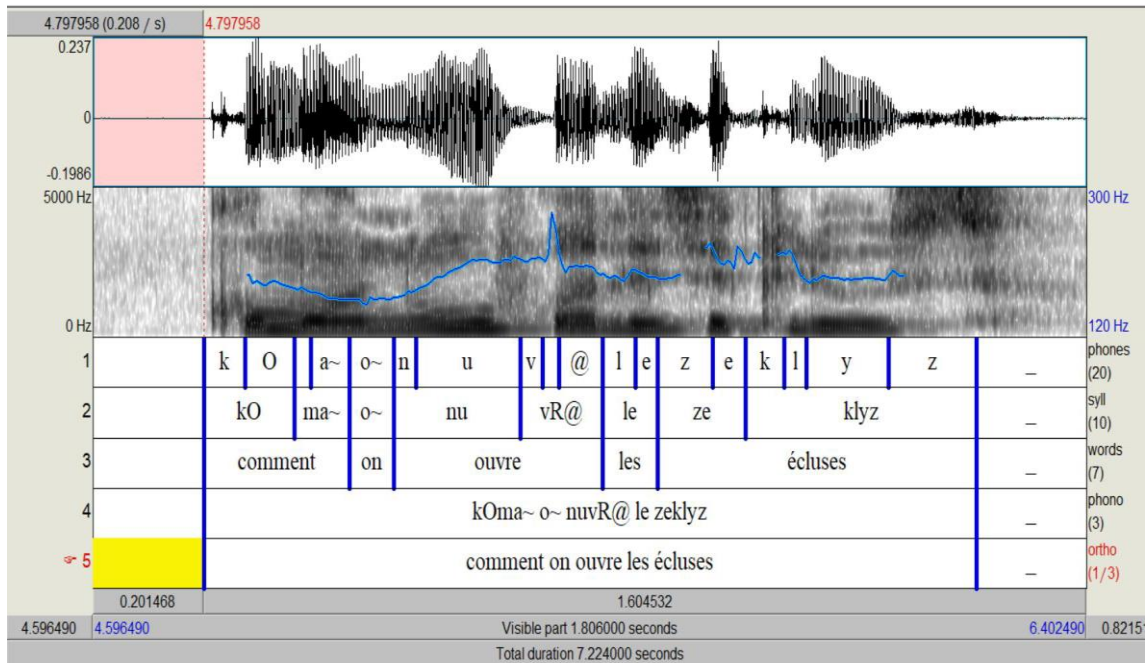 4.797958 (0.208 / s) 4.797958
0.237
0
-0.1986
5000 Hz 300 Hz
0 Hz 120 Hz
1 k O a~ o~ n u v @ l e z e k l y z _ phones (20)
2 kO ma~ o~ nu vR@ le ze klyz _ syll (10)
3 comment on ouvre les écluses _ words (7)
4 kOma~ o~ nuvR@ le zeklyz _ phono (3)
5 comment on ouvre les écluses _ ortho (1/3)
0.201468 1.604532
4.596490 4.596490 Visible part 1.806000 seconds 6.402490 0.8215
Total duration 7.224000 seconds